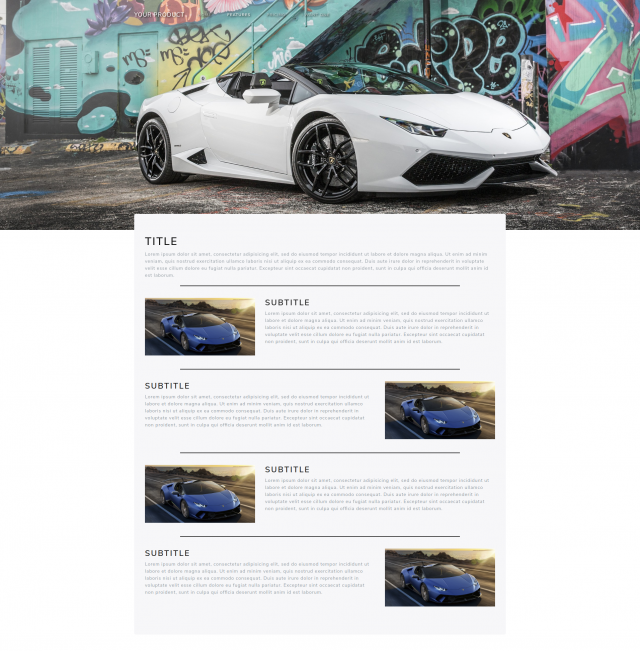 YOUR PRODUCT
FEATURES
TITLE
Lorem ipsum dolor sit amet, consectetur adipisicing elit, sed do eiusmod tempor incididunt ut
labore et dolore magna aliqua. Ut enim ad minim veniam, quis nostrud exercitation ullamco
laboris nisi ut aliquip ex ea commodo consequat. Duis aute irure dolor in reprehenderit in voluptate
velit esse cillum dolore eu fugiat nulla pariatur. Excepteur sint occaecat cupidatat non proident, sunt in culpa qui officia deserunt mollit anim id
est laborum.
SUBTITLE
Lorem ipsum dolor sit amet, consectetur adipisicing elit, sed do eiusmod tempor incididunt ut
labore et dolore magna aliqua. Ut enim ad minim veniam, quis nostrud exercitation ullamco
laboris nisi ut aliquip ex ea commodo consequat. Duis aute irure dolor in reprehenderit in
voluptate velit esse cillum dolore eu fugiat nulla pariatur. Excepteur sint occaecat cupidatat
non proident, sunt in culpa qui officia deserunt mollit anim id est laborum.
SUBTITLE
Lorem ipsum dolor sit amet, consectetur adipisicing elit, sed do eiusmod tempor incididunt ut
labore et dolore magna aliqua. Ut enim ad minim veniam, quis nostrud exercitation ullamco
laboris nisi ut aliquip ex ea commodo consequat. Duis aute irure dolor in reprehenderit in
voluptate velit esse cillum dolore eu fugiat nulla pariatur. Excepteur sint occaecat cupidatat
non proident, sunt in culpa qui officia deserunt mollit anim id est laborum.
SUBTITLE
Lorem ipsum dolor sit amet, consectetur adipisicing elit, sed do eiusmod tempor incididunt ut
labore et dolore magna aliqua. Ut enim ad minim veniam, quis nostrud exercitation ullamco
laboris nisi ut aliquip ex ea commodo consequat. Duis aute irure dolor in reprehenderit in
voluptate velit esse cillum dolore eu fugiat nulla pariatur. Excepteur sint occaecat cupidatat
non proident, sunt in culpa qui officia deserunt mollit anim id est laborum.
SUBTITLE
Lorem ipsum dolor sit amet, consectetur adipisicing elit, sed do eiusmod tempor incididunt ut
labore et dolore magna aliqua. Ut enim ad minim veniam, quis nostrud exercitation ullamco
laboris nisi ut aliquip ex ea commodo consequat. Duis aute irure dolor in reprehenderit in
voluptate velit esse cillum dolore eu fugiat nulla pariatur. Excepteur sint occaecat cupidatat
non proident, sunt in culpa qui officia deserunt mollit anim id est laborum.